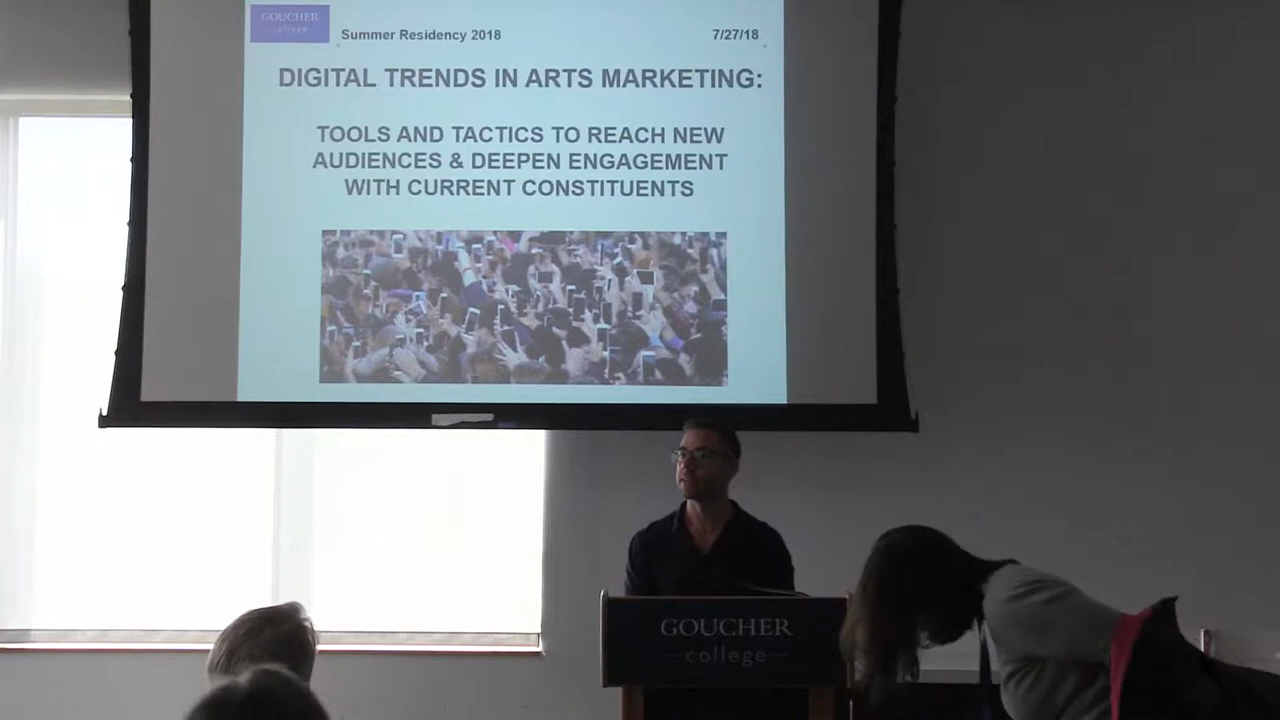 GOUCHER
college
Summer Residency 2018
7/27/18
DIGITAL TRENDS IN ARTS MARKETING:
TOOLS AND TACTICS TO REACH NEW
AUDIENCES & DEEPEN ENGAGEMENT
WITH CURRENT CONSTITUENTS
GOUCHER
college